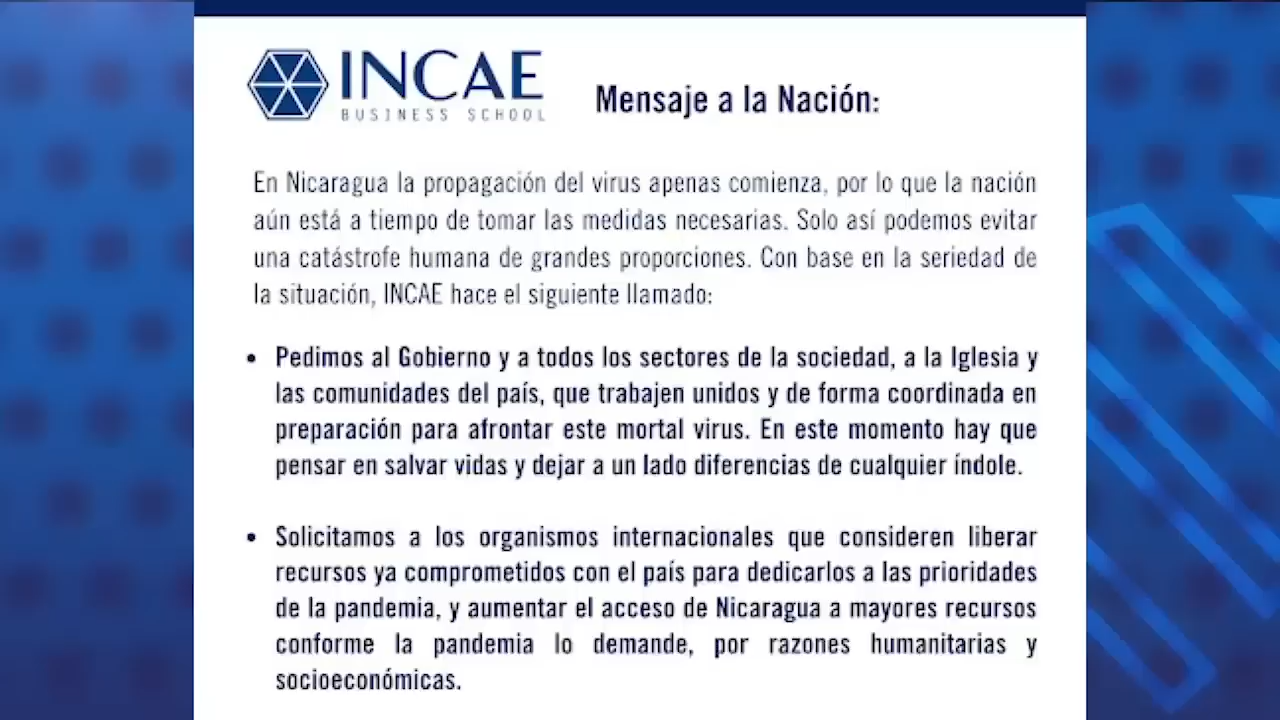 INCAE
BUSINESS SCHOOL
Mensaje a la Nación:
En Nicaragua la propagación del virus apenas comienza, por lo que la nación
aún está a tiempo de tomar las medidas necesarias. Solo así podemos evitar
una catástrofe humana de grandes proporciones. Con base en la seriedad de
la situación, INCAE hace el siguiente llamado:
• Pedimos al Gobierno y a todos los sectores de la sociedad, a la Iglesia y
las comunidades del país, que trabajen unidos y de forma coordinada en
preparación para afrontar este mortal virus. En este momento hay que
pensar en salvar vidas y dejar a un lado diferencias de cualquier índole.
• Solicitamos a los organismos internacionales que consideren liberar
recursos ya comprometidos con el país para dedicarlos a las prioridades
de la pandemia, y aumentar el acceso de Nicaragua a mayores recursos
conforme la pandemia lo demande, por razones humanitarias y
socioeconómicas.